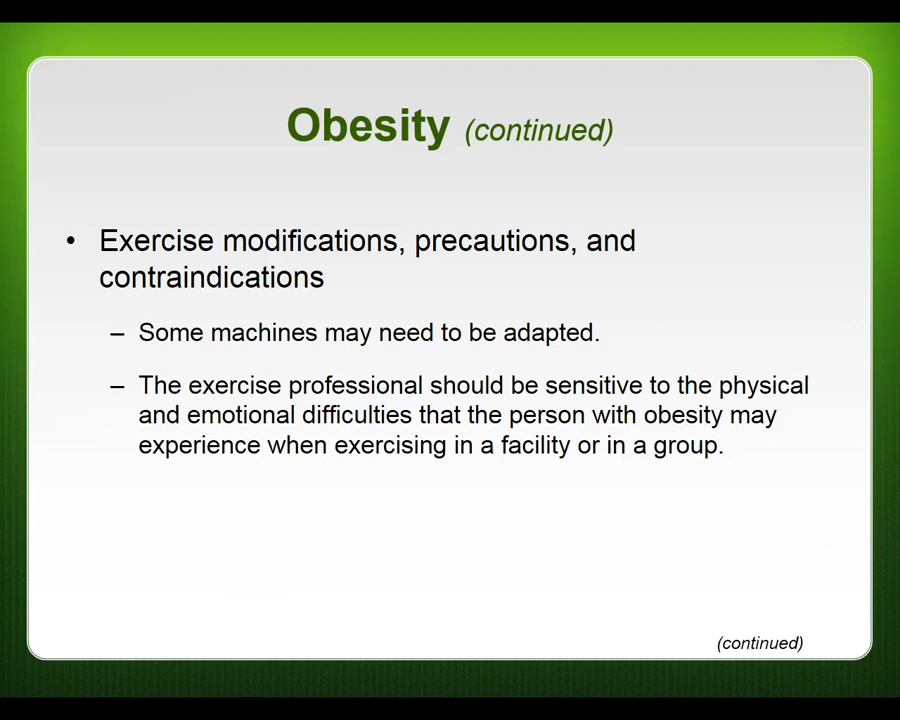 Obesity (continued)
• Exercise modifications, precautions, and
contraindications
– Some machines may need to be adapted.
– The exercise professional should be sensitive to the physical
and emotional difficulties that the person with obesity may
experience when exercising in a facility or in a group.
(continued)